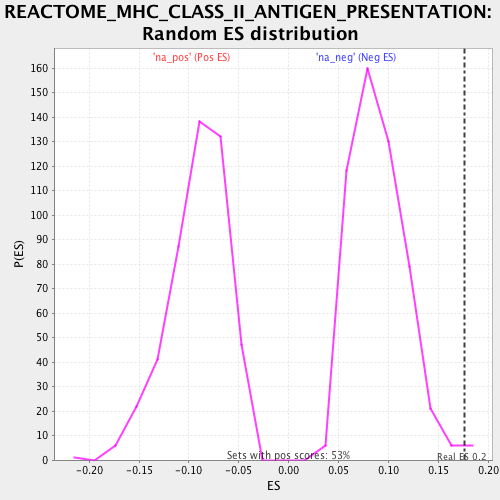 REACTOME_MHC_CLASS_II_ANTIGEN_PRESENTATION:
Random ES distribution
'na_pos' (Pos ES) 'na_neg' (Neg ES)
160
150
140
130
120
110
100
90
80
70
60
50
40
30
20
10
0
P(ES)
Sets with pos scores: 53%
Real ES 0.2
-0.20 -0.15 -0.10 -0.05 0.00 0.05 0.10 0.15 0.20
ES